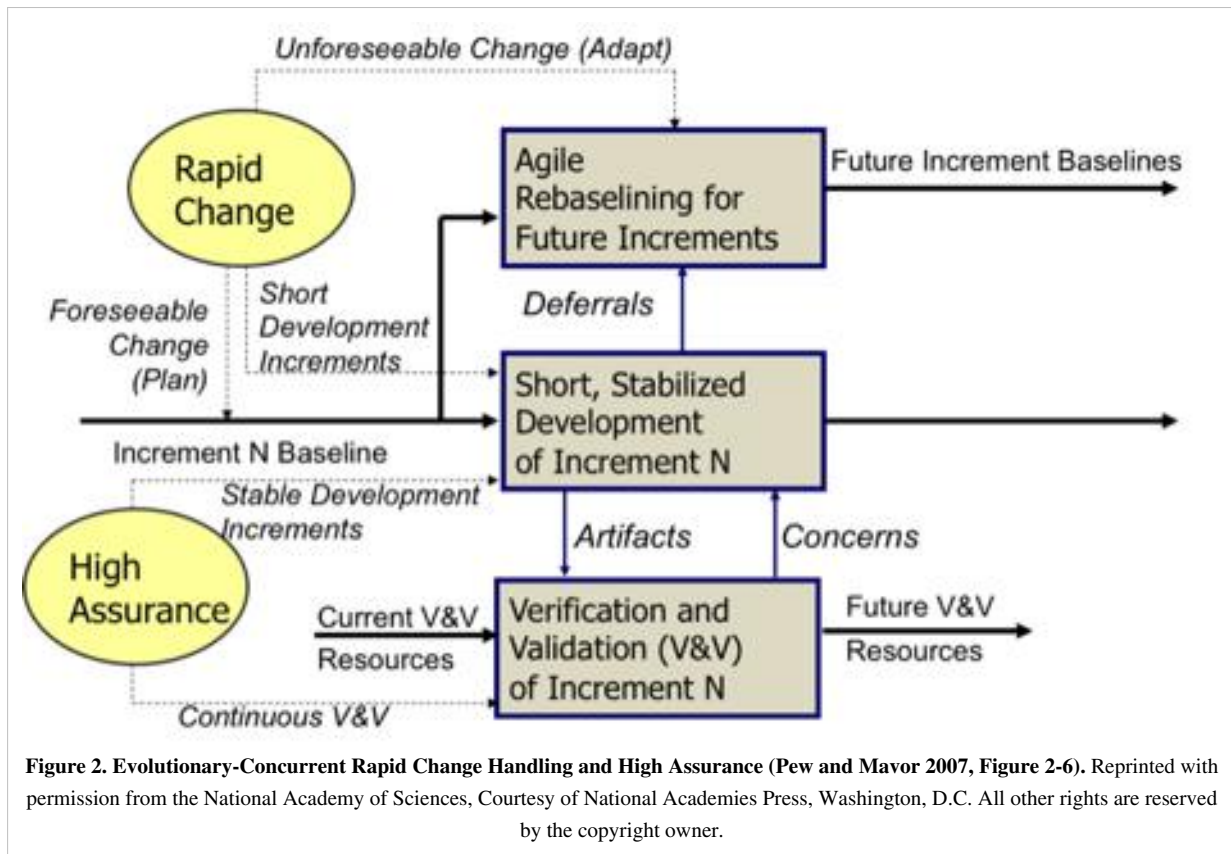 Unforeseeable Change (Adapt)
Rapid
Change
Agile
Rebaselining for
Future Increments
Future Increment Baselines
Foreseeable
Change
(Plan)
Short
Development
Increments
Deferrals
Short, Stabilized
Development
of Increment N
Increment N Baseline
Stable Development
Increments
High
Assurance
Artifacts
Concerns
Current V&V
Resources
Verification and
Validation (V&V)
of Increment N
Future V&V
Resources
Continuous V&V
Figure 2. Evolutionary-Concurrent Rapid Change Handling and High Assurance (Pew and Mavor 2007, Figure 2-6). Reprinted with
permission from the National Academy of Sciences, Courtesy of National Academies Press, Washington, D.C. All other rights are reserved
by the copyright owner.